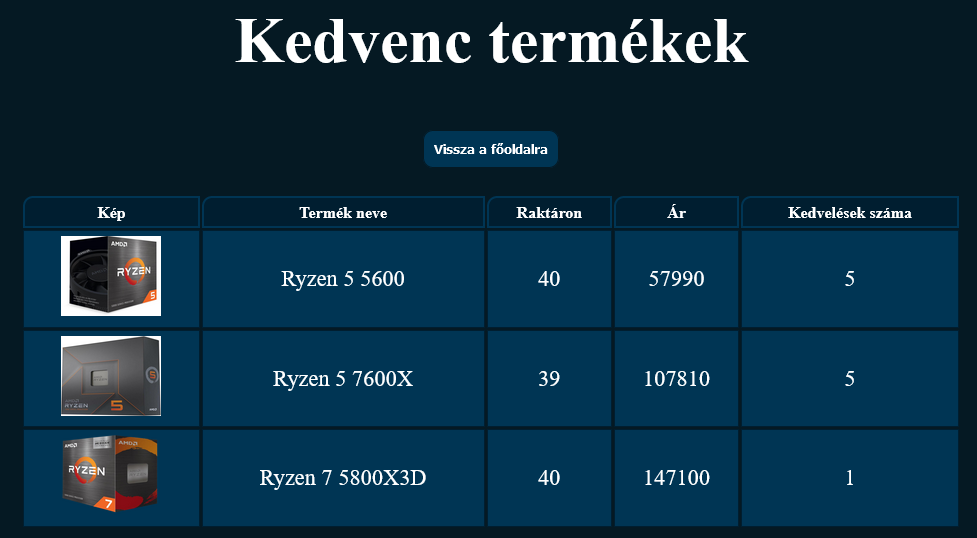 Kedvenc termékek
Vissza a főoldalra
Kép Termék neve Raktáron Ár Kedvelések száma
AMD RYZEN 5 Ryzen 5 5600 40 57990 5
RYZEN 5 AMD Ryzen 5 7600X 39 107810 5
AMD AMD RYZEN 7 Ryzen 7 5800X3D 40 147100 1